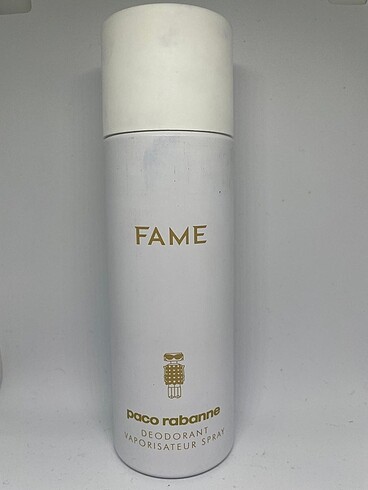 FAME
paco rabanne
DEODORANT
VAPORISATEUR SPRAY